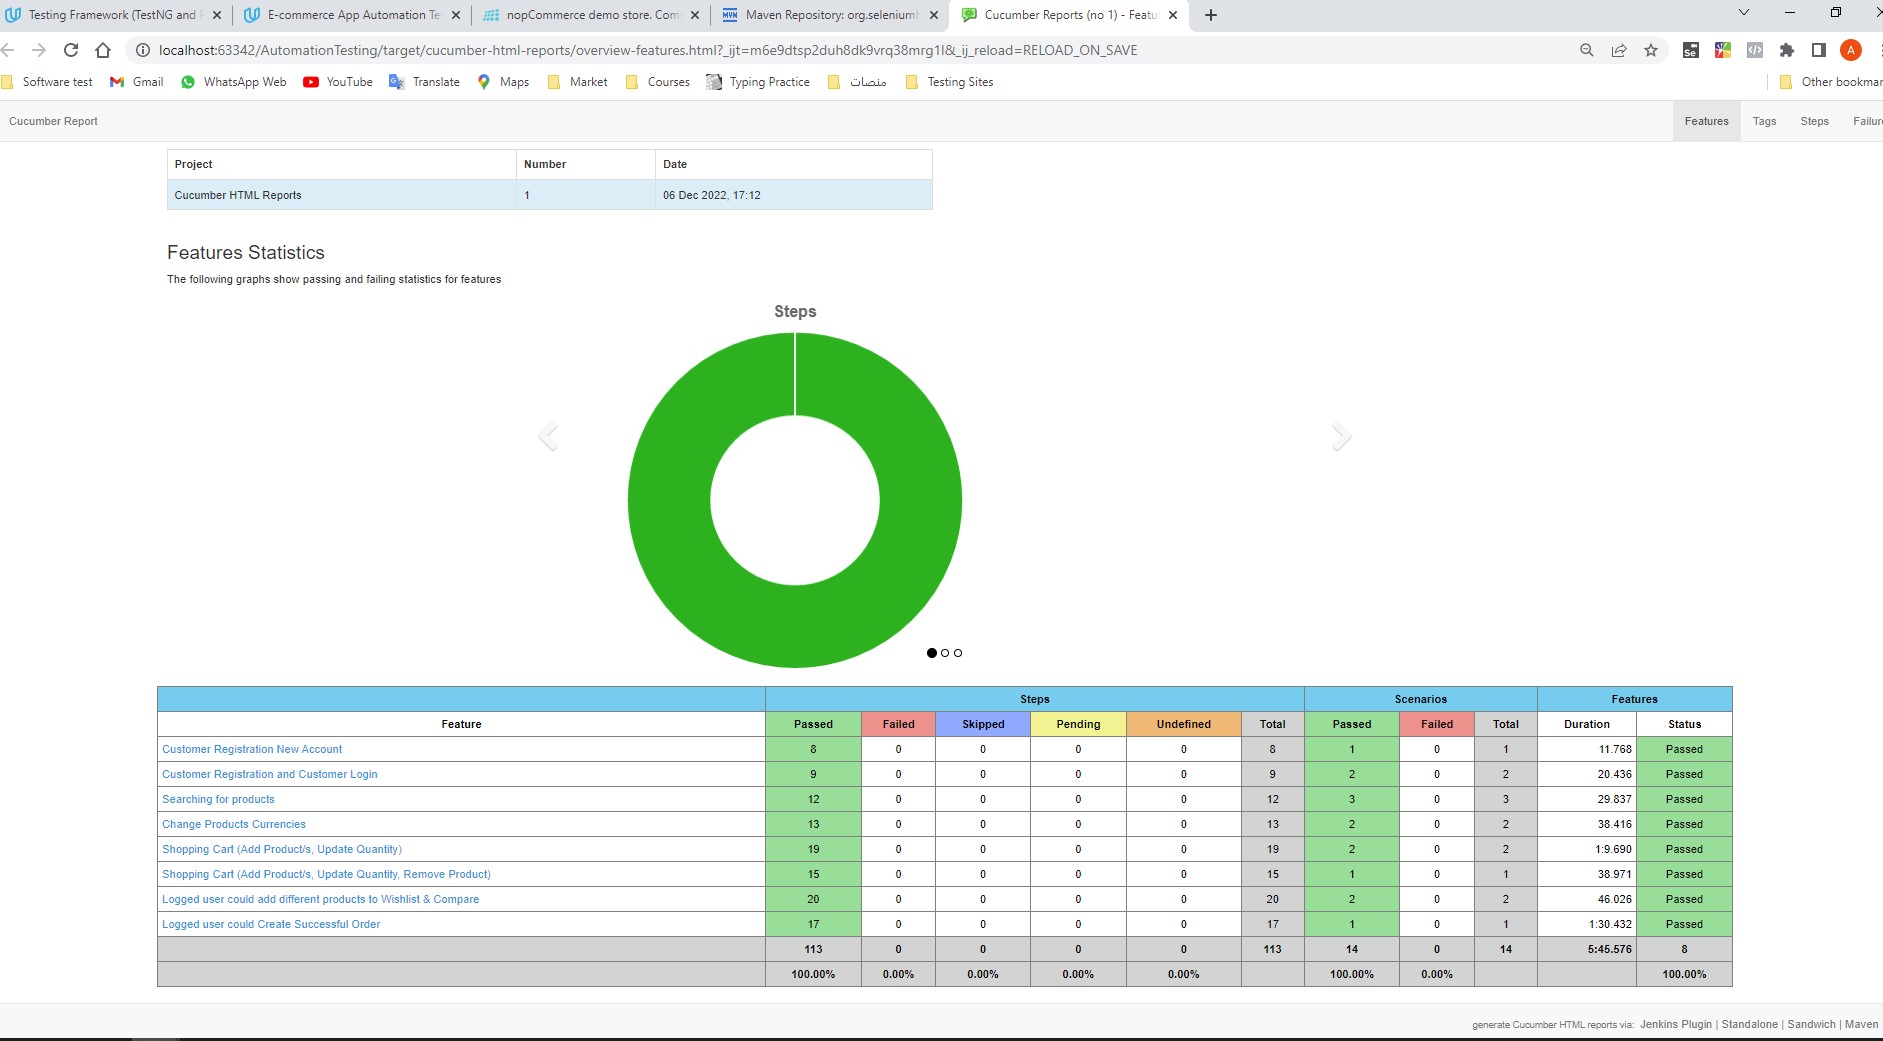 Testing Framework (TestNG and
E-commerce App Automation Te
nopCommerce demo store. Com
Maven Repository: org.selenium
Cucumber Reports (no 1) - Featu
localhost:63342/AutomationTesting/target/cucumber-html-reports/overview-features.html?_ijt=m6e9dtsp2duh8dk9vrq38mrg1l&_ij_reload=RELOAD_ON_SAVE
A
Software test Gmail WhatsApp Web YouTube Translate Maps Market Courses Typing Practice منصات Testing Sites Other bookmar
Cucumber Report Features Tags Steps Failur
Project Number Date
Cucumber HTML Reports 1 06 Dec 2022, 17:12
Features Statistics
The following graphs show passing and failing statistics for features
Steps
Steps Scenarios Features
Feature Passed Failed Skipped Pending Undefined Total Passed Failed Total Duration Status
Customer Registration New Account 8 0 0 0 0 8 1 0 1 11.768 Passed
Customer Registration and Customer Login 9 0 0 0 0 9 2 0 2 20.436 Passed
Searching for products 12 0 0 0 0 12 3 0 3 29.837 Passed
Change Products Currencies 13 0 0 0 0 13 2 0 2 38.416 Passed
Shopping Cart (Add Product/s, Update Quantity) 19 0 0 0 0 19 2 0 2 1:9.690 Passed
Shopping Cart (Add Product/s, Update Quantity, Remove Product) 15 0 0 0 0 15 1 0 1 38.971 Passed
Logged user could add different products to Wishlist & Compare 20 0 0 0 0 20 2 0 2 46.026 Passed
Logged user could Create Successful Order 17 0 0 0 0 17 1 0 1 1:30.432 Passed
113 0 0 0 0 113 14 0 14 5:45.576 8
100.00% 0.00% 0.00% 0.00% 0.00% 100.00% 0.00% 100.00%
generate Cucumber HTML reports via: Jenkins Plugin | Standalone | Sandwich | Maven